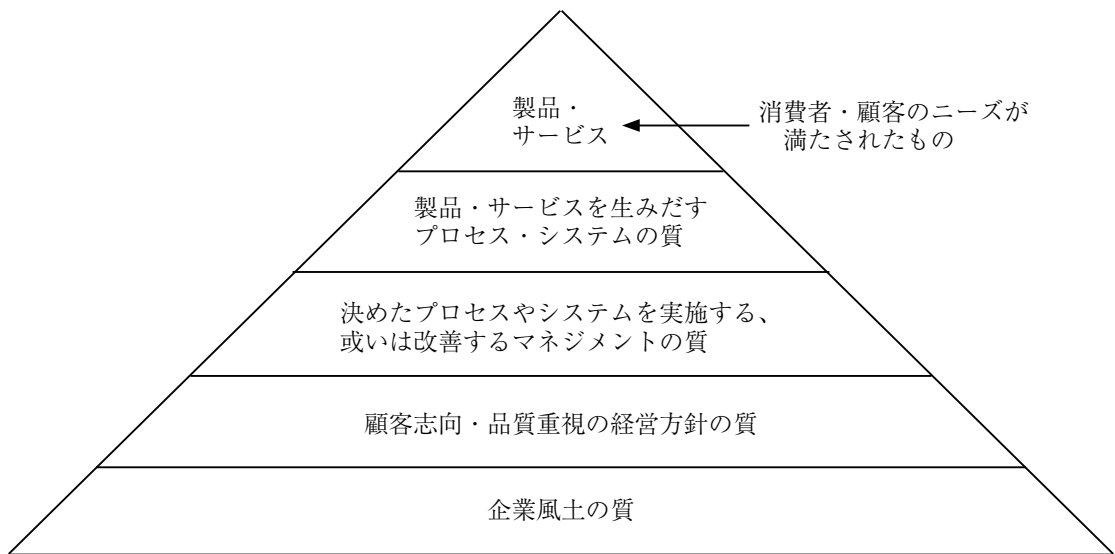 製品・
サービス
消費者・顧客のニーズが
満たされたもの
製品・サービスを生みだす
プロセス・システムの質
決めたプロセスやシステムを実施する、
或いは改善するマネジメントの質
顧客志向・品質重視の経営方針の質
企業風土の質